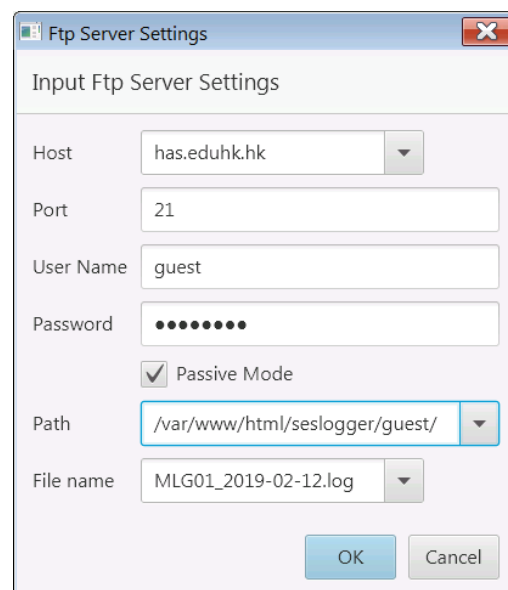 Ftp Server Settings
Input Ftp Server Settings
Host has.eduhk.hk
Port 21
User Name guest
Password ●●●●●●●●
Passive Mode
Path /var/www/html/seslogger/guest/
File name MLG01_2019-02-12.log
OK Cancel